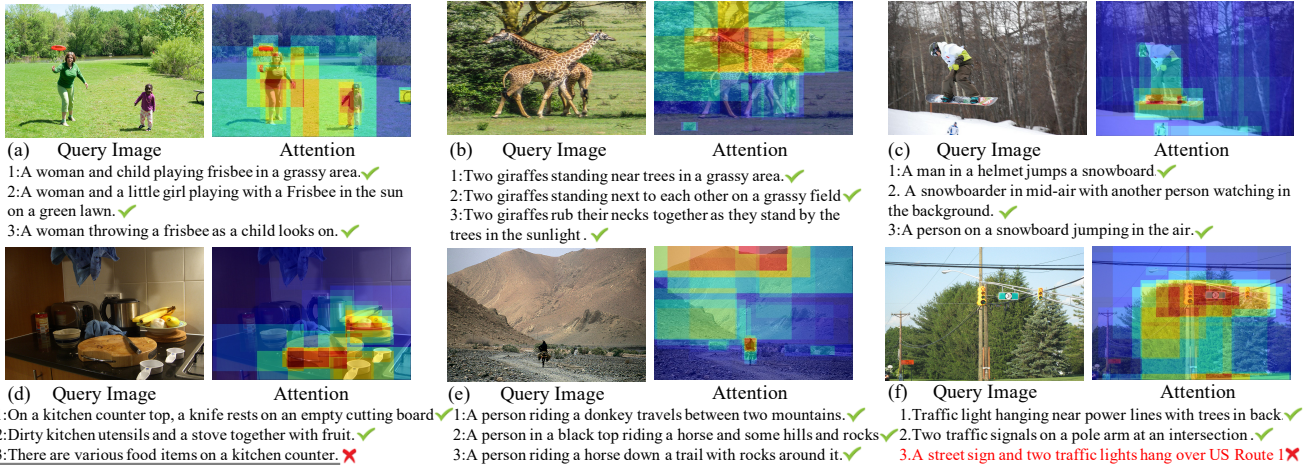 (a) Query Image Attention
1:A woman and child playing frisbee in a grassy area.
2:A woman and a little girl playing with a Frisbee in the sun
on a green lawn.
3:A woman throwing a frisbee as a child looks on.
(b) Query Image Attention
1:Two giraffes standing near trees in a grassy area.
2:Two giraffes standing next to each other on a grassy field
3:Two giraffes rub their necks together as they stand by the
trees in the sunlight .
(c) Query Image Attention
1:A man in a helmet jumps a snowboard
2. A snowboarder in mid-air with another person watching in
the background.
3:A person on a snowboard jumping in the air.
(d) Query Image Attention
1:On a kitchen counter top, a knife rests on an empty cutting board
2:Dirty kitchen utensils and a stove together with fruit.
3:There are various food items on a kitchen counter.
(e) Query Image Attention
1:A person riding a donkey travels between two mountains.
2:A person in a black top riding a horse and some hills and rocks
3:A person riding a horse down a trail with rocks around it.
(f) Query Image Attention
1.Traffic light hanging near power lines with trees in back.
2.Two traffic signals on a pole arm at an intersection .
3.A street sign and two traffic lights hang over US Route 1